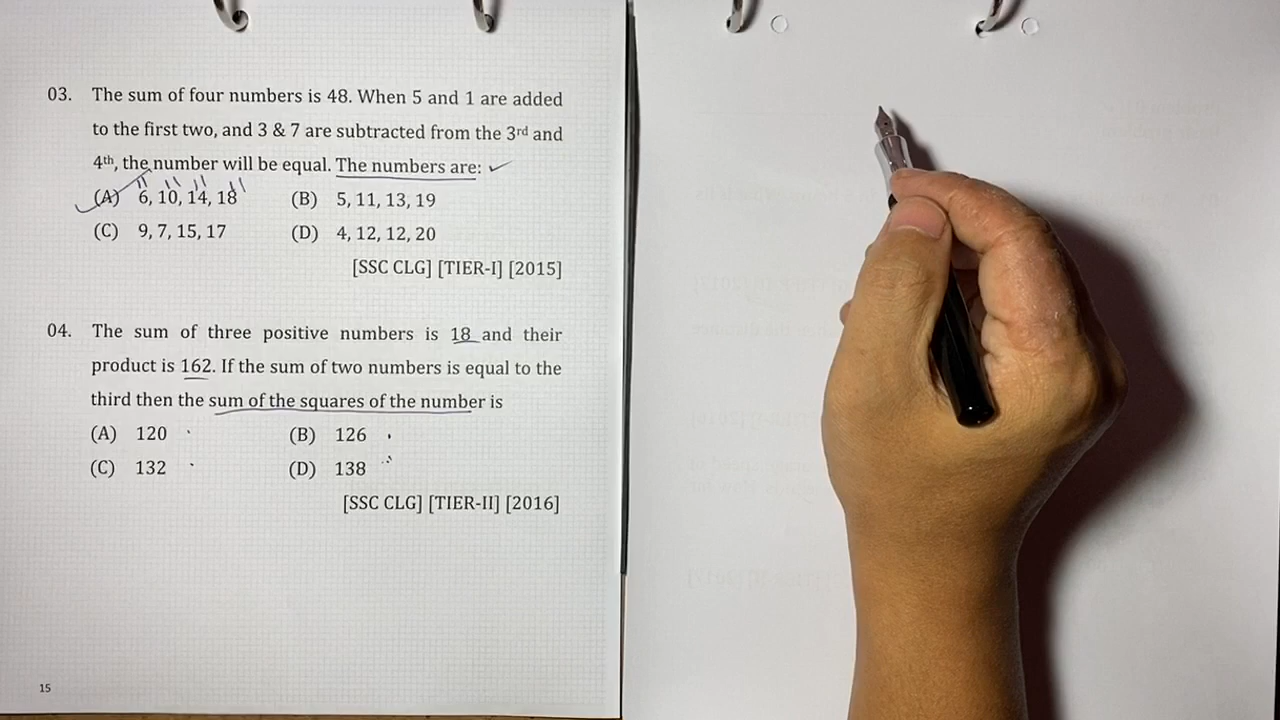 03. The sum of four numbers is 48. When 5 and 1 are added
to the first two, and 3 & 7 are subtracted from the 3rd and
4th, the number will be equal. The numbers are:
(A) 6, 10, 14, 18 (B) 5, 11, 13, 19
(C) 9, 7, 15, 17 (D) 4, 12, 12, 20
[SSC CLG] [TIER-I] [2015]
04. The sum of three positive numbers is 18 and their
product is 162. If the sum of two numbers is equal to the
third then the sum of the squares of the number is
(A) 120 (B) 126
(C) 132 (D) 138
[SSC CLG] [TIER-II] [2016]
15